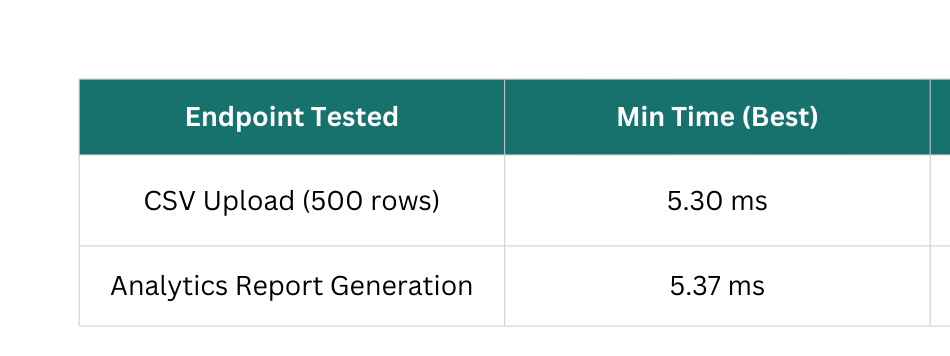 Endpoint Tested Min Time (Best)
CSV Upload (500 rows) 5.30 ms
Analytics Report Generation 5.37 ms